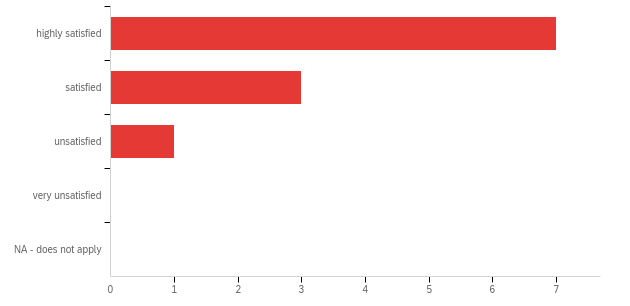 highly satisfied
satisfied
unsatisfied
very unsatisfied
NA - does not apply
0 1 2 3 4 5 6 7